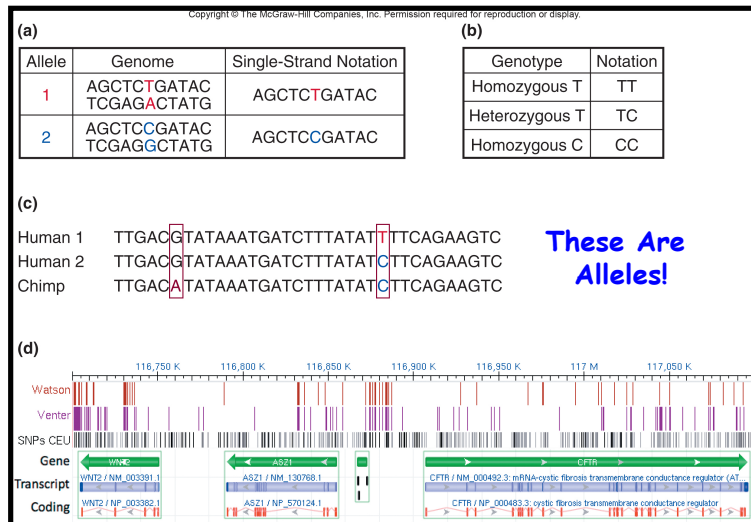 Copyright © The McGraw-Hill Companies, Inc. Permission required for reproduction or display.
(a)
Allele Genome Single-Strand Notation
1 AGCTCTGATAC AGCTCTGATAC
TCGAGACTATG
2 AGCTCCGATAC AGCTCCGATAC
TCGAGGCTATG
(b)
Genotype Notation
Homozygous T TT
Heterozygous T TC
Homozygous C CC
(c)
Human 1 TTGACGTATAAATGATCTTTATATTTTCAGAAGTC
Human 2 TTGACGTATAAATGATCTTTATATCTTCAGAAGTC
Chimp TTGACATATAAATGATCTTTATATCTTCAGAAGTC
These Are
Alleles!
(d)
116,750 K 116,800 K 116,850 K 116,900 K 116,950 K 117 M 117,050 K
Watson
Venter
SNPs CEU
Gene WNT2 ASZ1 CFTR
WNT2 / NM_003391.1 ASZ1 / NM_130768.1 CFTR / NM_000492.3: mRNA-cystic fibrosis transmembrane conductance regulator (AT...
Transcript
WNT2 / NP_003382.1 ASZ1 / NP_570124.1 CFTR / NP_000483.3: cystic fibrosis transmembrane conductance regulator
Coding